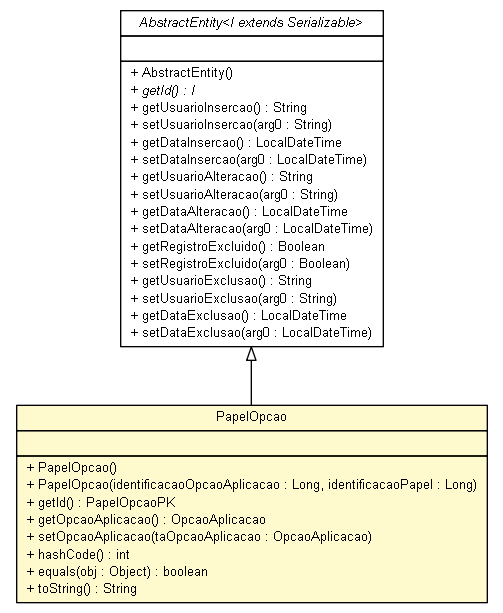 AbstractEntity<I extends Serializable>
+ AbstractEntity()
+ getId() : I
+ getUsuarioInsercao() : String
+ setUsuarioInsercao(arg0 : String)
+ getDataInsercao() : LocalDateTime
+ setDataInsercao(arg0 : LocalDateTime)
+ getUsuarioAlteracao() : String
+ setUsuarioAlteracao(arg0 : String)
+ getDataAlteracao() : LocalDateTime
+ setDataAlteracao(arg0 : LocalDateTime)
+ getRegistroExcluido() : Boolean
+ setRegistroExcluido(arg0 : Boolean)
+ getUsuarioExclusao() : String
+ setUsuarioExclusao(arg0 : String)
+ getDataExclusao() : LocalDateTime
+ setDataExclusao(arg0 : LocalDateTime)
PapelOpcao
+ PapelOpcao()
+ PapelOpcao(identificacaoOpcaoAplicacao : Long, identificacaoPapel : Long)
+ getId() : PapelOpcaoPK
+ getOpcaoAplicacao() : OpcaoAplicacao
+ setOpcaoAplicacao(taOpcaoAplicacao : OpcaoAplicacao)
+ hashCode() : int
+ equals(obj : Object) : boolean
+ toString() : String